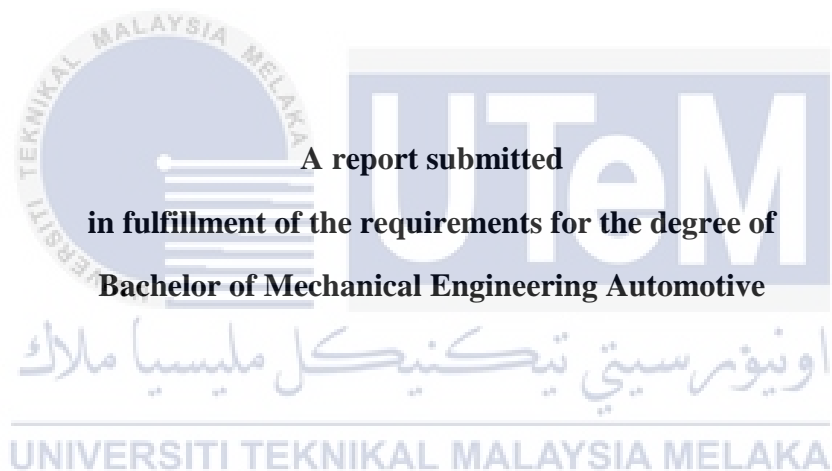 UNIVERSITI TEKNIKAL MALAYSIA MELAKA
UTeM
A report submitted
in fulfillment of the requirements for the degree of
Bachelor of Mechanical Engineering Automotive
اونيۏرسيتي تيكنيكل مليسيا ملاك
UNIVERSITI TEKNIKAL MALAYSIA MELAKA